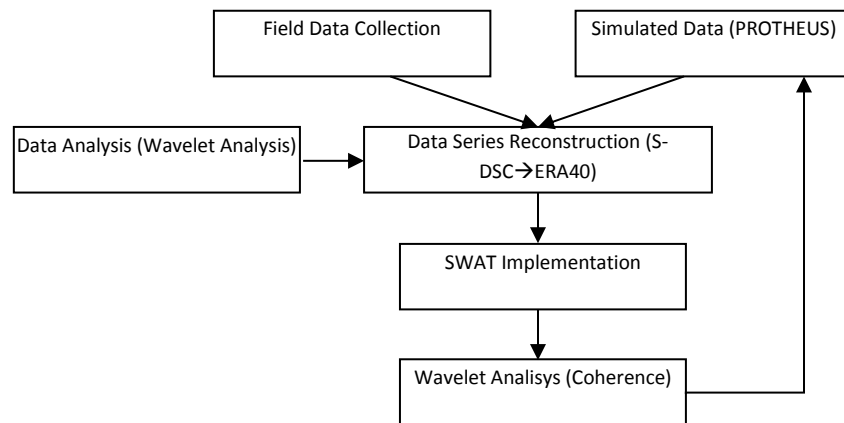 Field Data Collection
Simulated Data (PROTHEUS)
Data Analysis (Wavelet Analysis)
Data Series Reconstruction (S-
DSC→ERA40)
SWAT Implementation
Wavelet Analisys (Coherence)